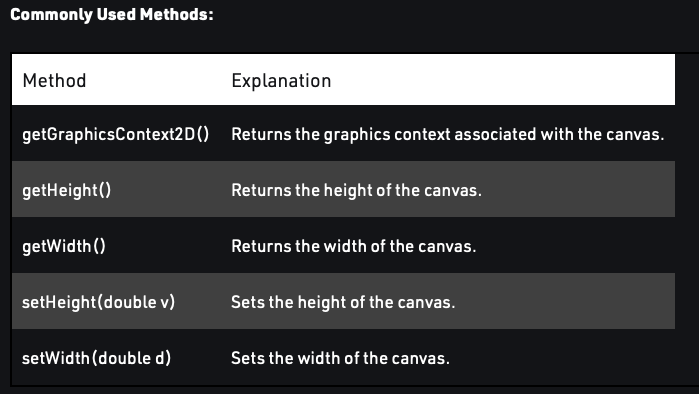 Commonly Used Methods:
Method Explanation
getGraphicsContext2D() Returns the graphics context associated with the canvas.
getHeight() Returns the height of the canvas.
getWidth() Returns the width of the canvas.
setHeight(double v) Sets the height of the canvas.
setWidth(double d) Sets the width of the canvas.